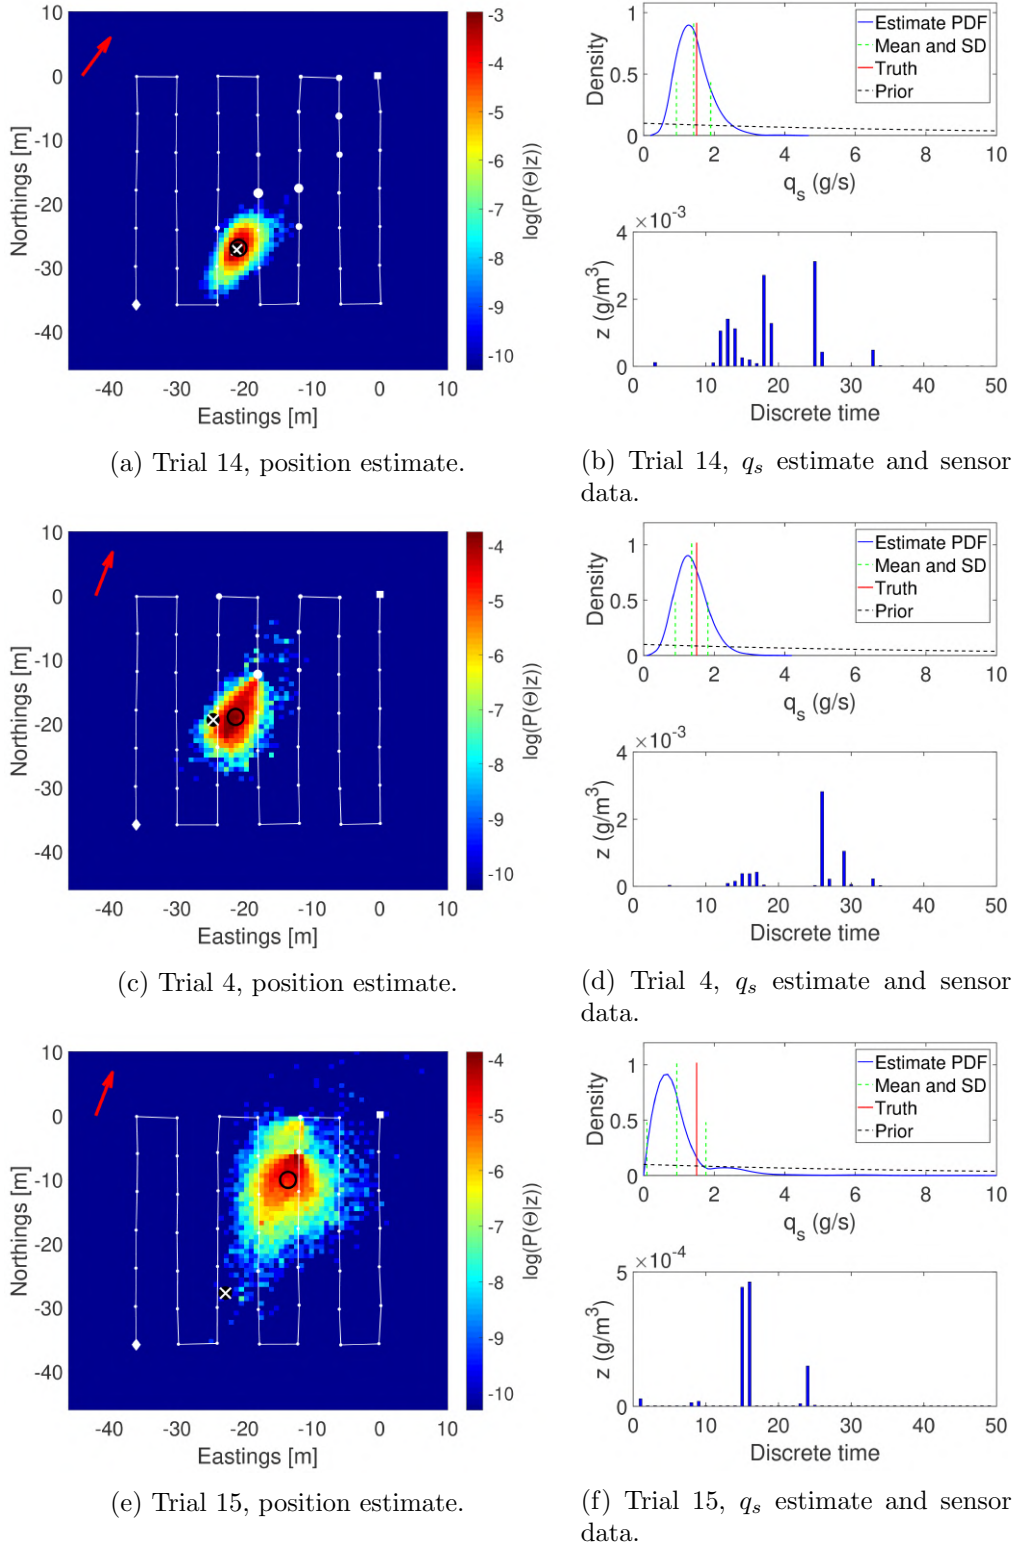 10
0
-10
-20
-30
-40
Northings [m]
-40 -30 -20 -10 0 10
Eastings [m]
-3
-4
-5
-6
-7
-8
-9
-10
log(P(Θ|z))
1
0.5
0
Density
Estimate PDF
Mean and SD
Truth
Prior
0 2 4 6 8 10
q_s (g/s)
×10^-3
4
2
0
z (g/m^3)
0 10 20 30 40 50
Discrete time
(a) Trial 14, position estimate.
(b) Trial 14, q_s estimate and sensor
data.
10
0
-10
-20
-30
-40
Northings [m]
-40 -30 -20 -10 0 10
Eastings [m]
-4
-5
-6
-7
-8
-9
-10
log(P(Θ|z))
1
0.5
0
Density
Estimate PDF
Mean and SD
Truth
Prior
0 2 4 6 8 10
q_s (g/s)
×10^-3
4
2
0
z (g/m^3)
0 10 20 30 40 50
Discrete time
(c) Trial 4, position estimate.
(d) Trial 4, q_s estimate and sensor
data.
10
0
-10
-20
-30
-40
Northings [m]
-40 -30 -20 -10 0 10
Eastings [m]
-4
-5
-6
-7
-8
-9
-10
log(P(Θ|z))
1
0.5
0
Density
Estimate PDF
Mean and SD
Truth
Prior
0 2 4 6 8 10
q_s (g/s)
×10^-4
5
0
z (g/m^3)
0 10 20 30 40 50
Discrete time
(e) Trial 15, position estimate.
(f) Trial 15, q_s estimate and sensor
data.